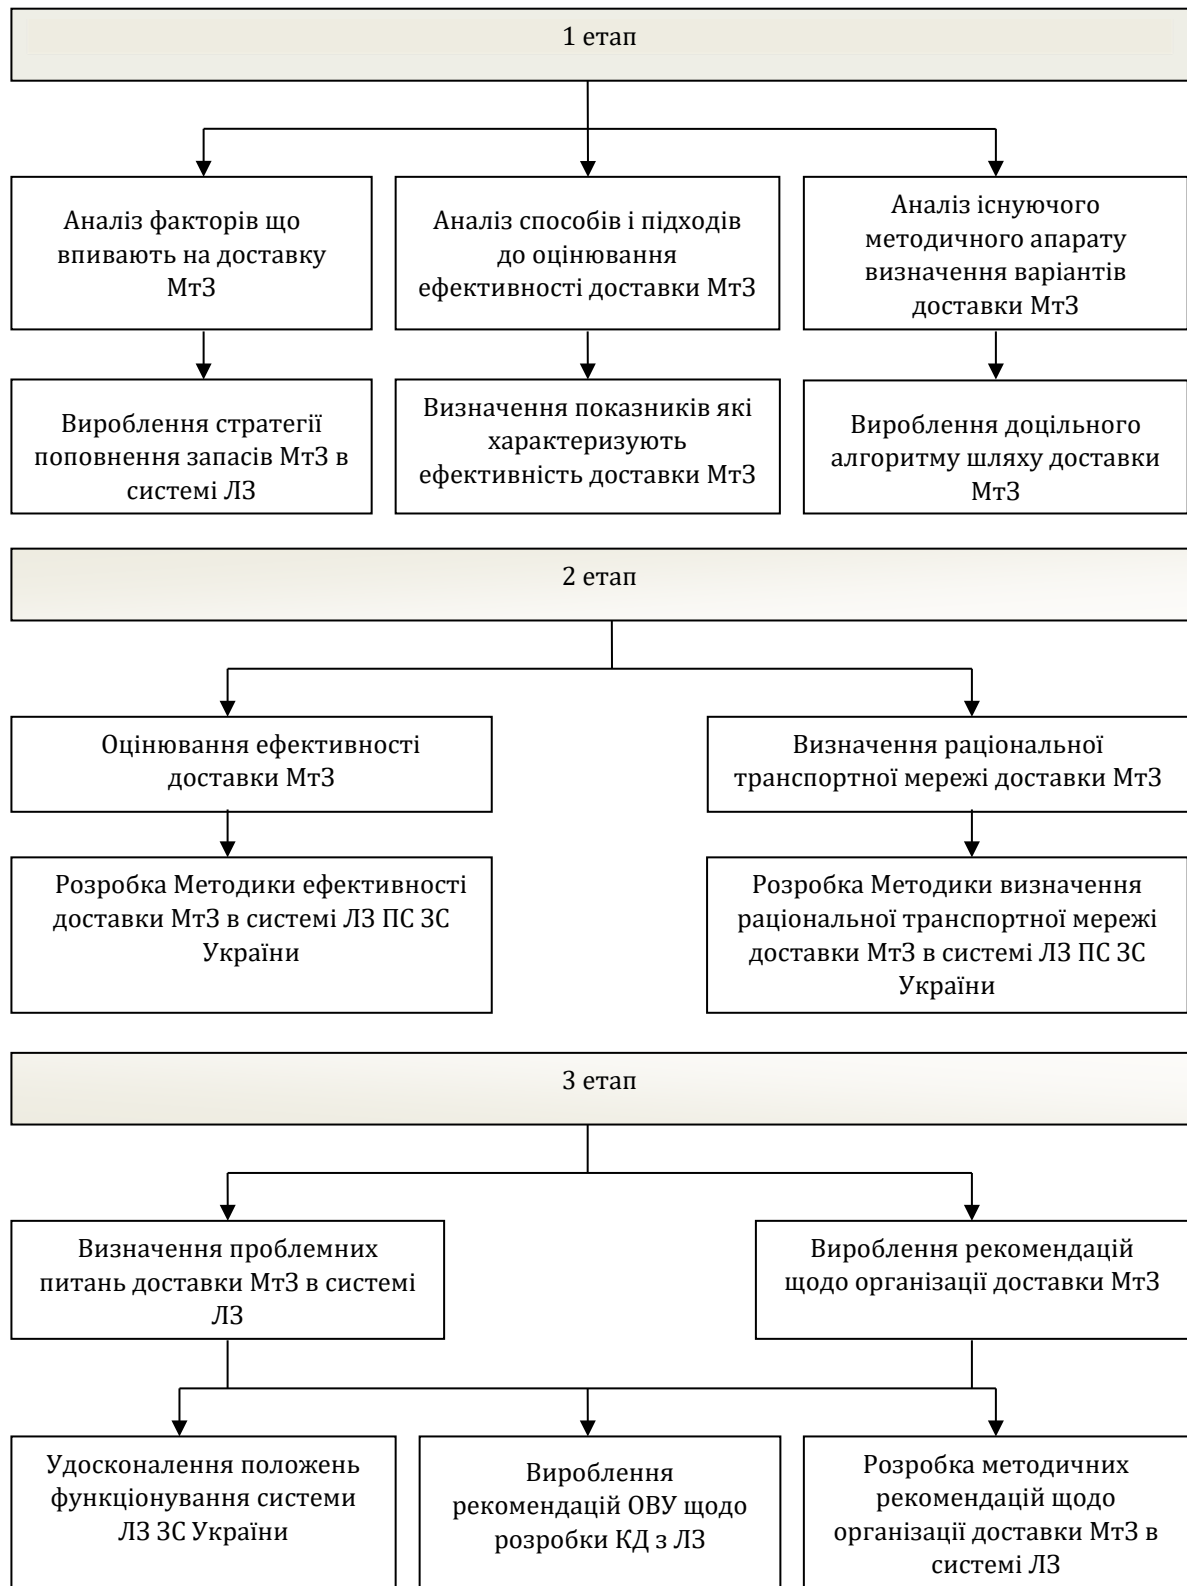 1 етап
Аналіз факторів що
впивають на доставку
МтЗ
Аналіз способів і підходів
до оцінювання
ефективності доставки МтЗ
Аналіз існуючого
методичного апарату
визначення варіантів
доставки МтЗ
Вироблення стратегії
поповнення запасів МтЗ в
системі ЛЗ
Визначення показників які
характеризують
ефективність доставки МтЗ
Вироблення доцільного
алгоритму шляху доставки
МтЗ
2 етап
Оцінювання ефективності
доставки МтЗ
Визначення раціональної
транспортної мережі доставки МтЗ
Розробка Методики ефективності
доставки МтЗ в системі ЛЗ ПС ЗС
України
Розробка Методики визначення
раціональної транспортної мережі
доставки МтЗ в системі ЛЗ ПС ЗС
України
3 етап
Визначення проблемних
питань доставки МтЗ в системі
ЛЗ
Вироблення рекомендацій
щодо організації доставки МтЗ
Удосконалення положень
функціонування системи
ЛЗ ЗС України
Вироблення
рекомендацій ОВУ щодо
розробки КД з ЛЗ
Розробка методичних
рекомендацій щодо
організації доставки МтЗ в
системі ЛЗ